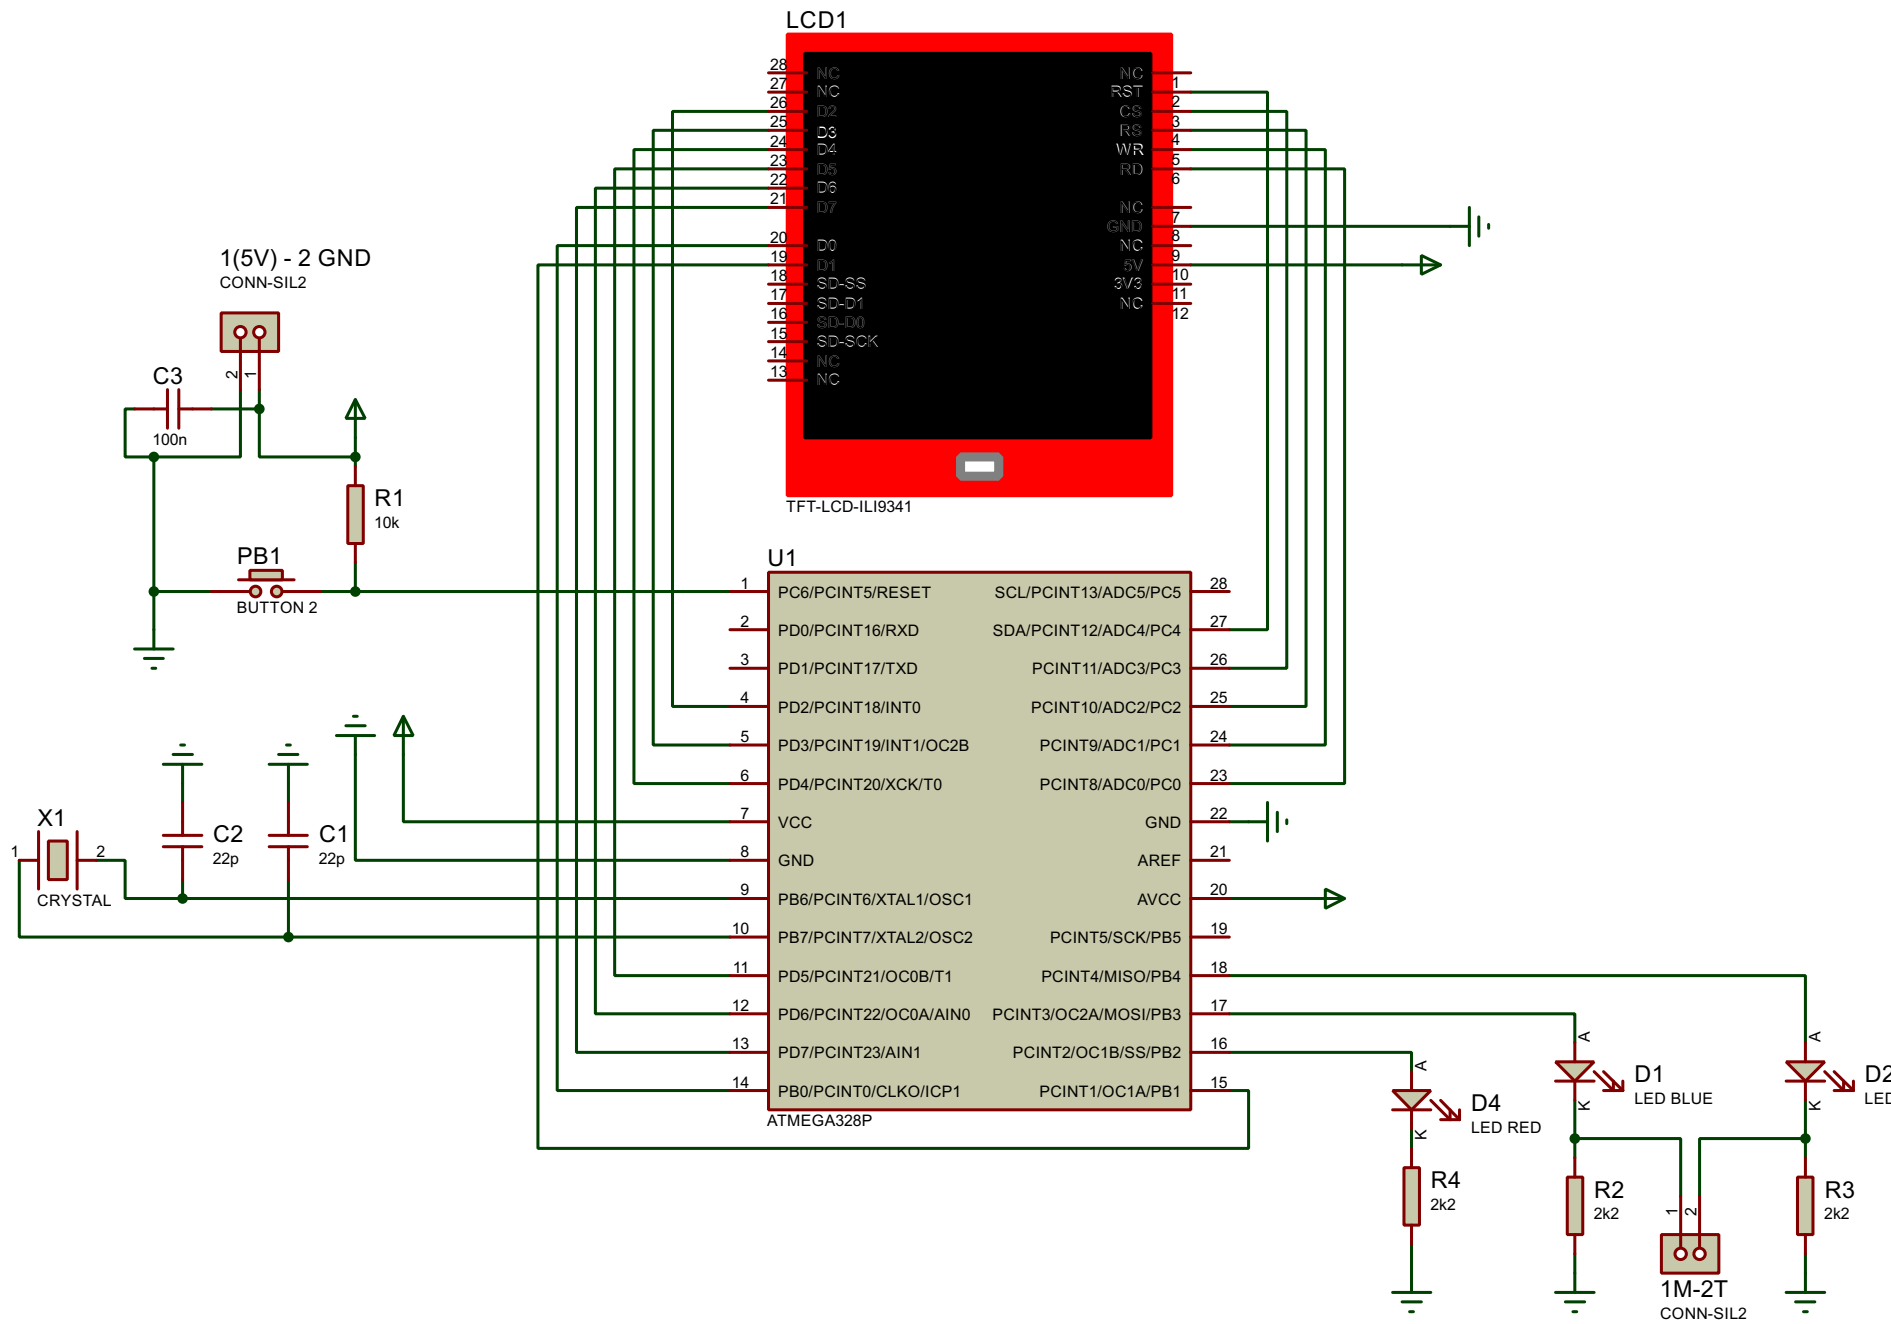 LCD1
28 NC
27 NC
26 D2
25 D3
24 D4
23 D5
22 D6
21 D7
20 D0
19 D1
18 SD-SS
17 SD-D1
16 SD-D0
15 SD-SCK
14 NC
13 NC
NC 1
RST 2
CS 3
RS 4
WR 5
RD 6
NC 7
GND 8
NC 9
5V 10
3V3 11
NC 12
TFT-LCD-ILI9341
1(5V) - 2 GND
CONN-SIL2
2 1
C3
100n
R1
10k
PB1
BUTTON 2
U1
1 PC6/PCINT5/RESET
2 PD0/PCINT16/RXD
3 PD1/PCINT17/TXD
4 PD2/PCINT18/INT0
5 PD3/PCINT19/INT1/OC2B
6 PD4/PCINT20/XCK/T0
7 VCC
8 GND
9 PB6/PCINT6/XTAL1/OSC1
10 PB7/PCINT7/XTAL2/OSC2
11 PD5/PCINT21/OC0B/T1
12 PD6/PCINT22/OC0A/AIN0
13 PD7/PCINT23/AIN1
14 PB0/PCINT0/CLKO/ICP1
SCL/PCINT13/ADC5/PC5 28
SDA/PCINT12/ADC4/PC4 27
PCINT11/ADC3/PC3 26
PCINT10/ADC2/PC2 25
PCINT9/ADC1/PC1 24
PCINT8/ADC0/PC0 23
GND 22
AREF 21
AVCC 20
PCINT5/SCK/PB5 19
PCINT4/MISO/PB4 18
PCINT3/OC2A/MOSI/PB3 17
PCINT2/OC1B/SS/PB2 16
PCINT1/OC1A/PB1 15
ATMEGA328P
X1
1 2
CRYSTAL
C2
22p
C1
22p
A
K
D4
LED RED
R4
2k2
A
K
D1
LED BLUE
R2
2k2
A
K
D2
LED
R3
2k2
1 2
1M-2T
CONN-SIL2